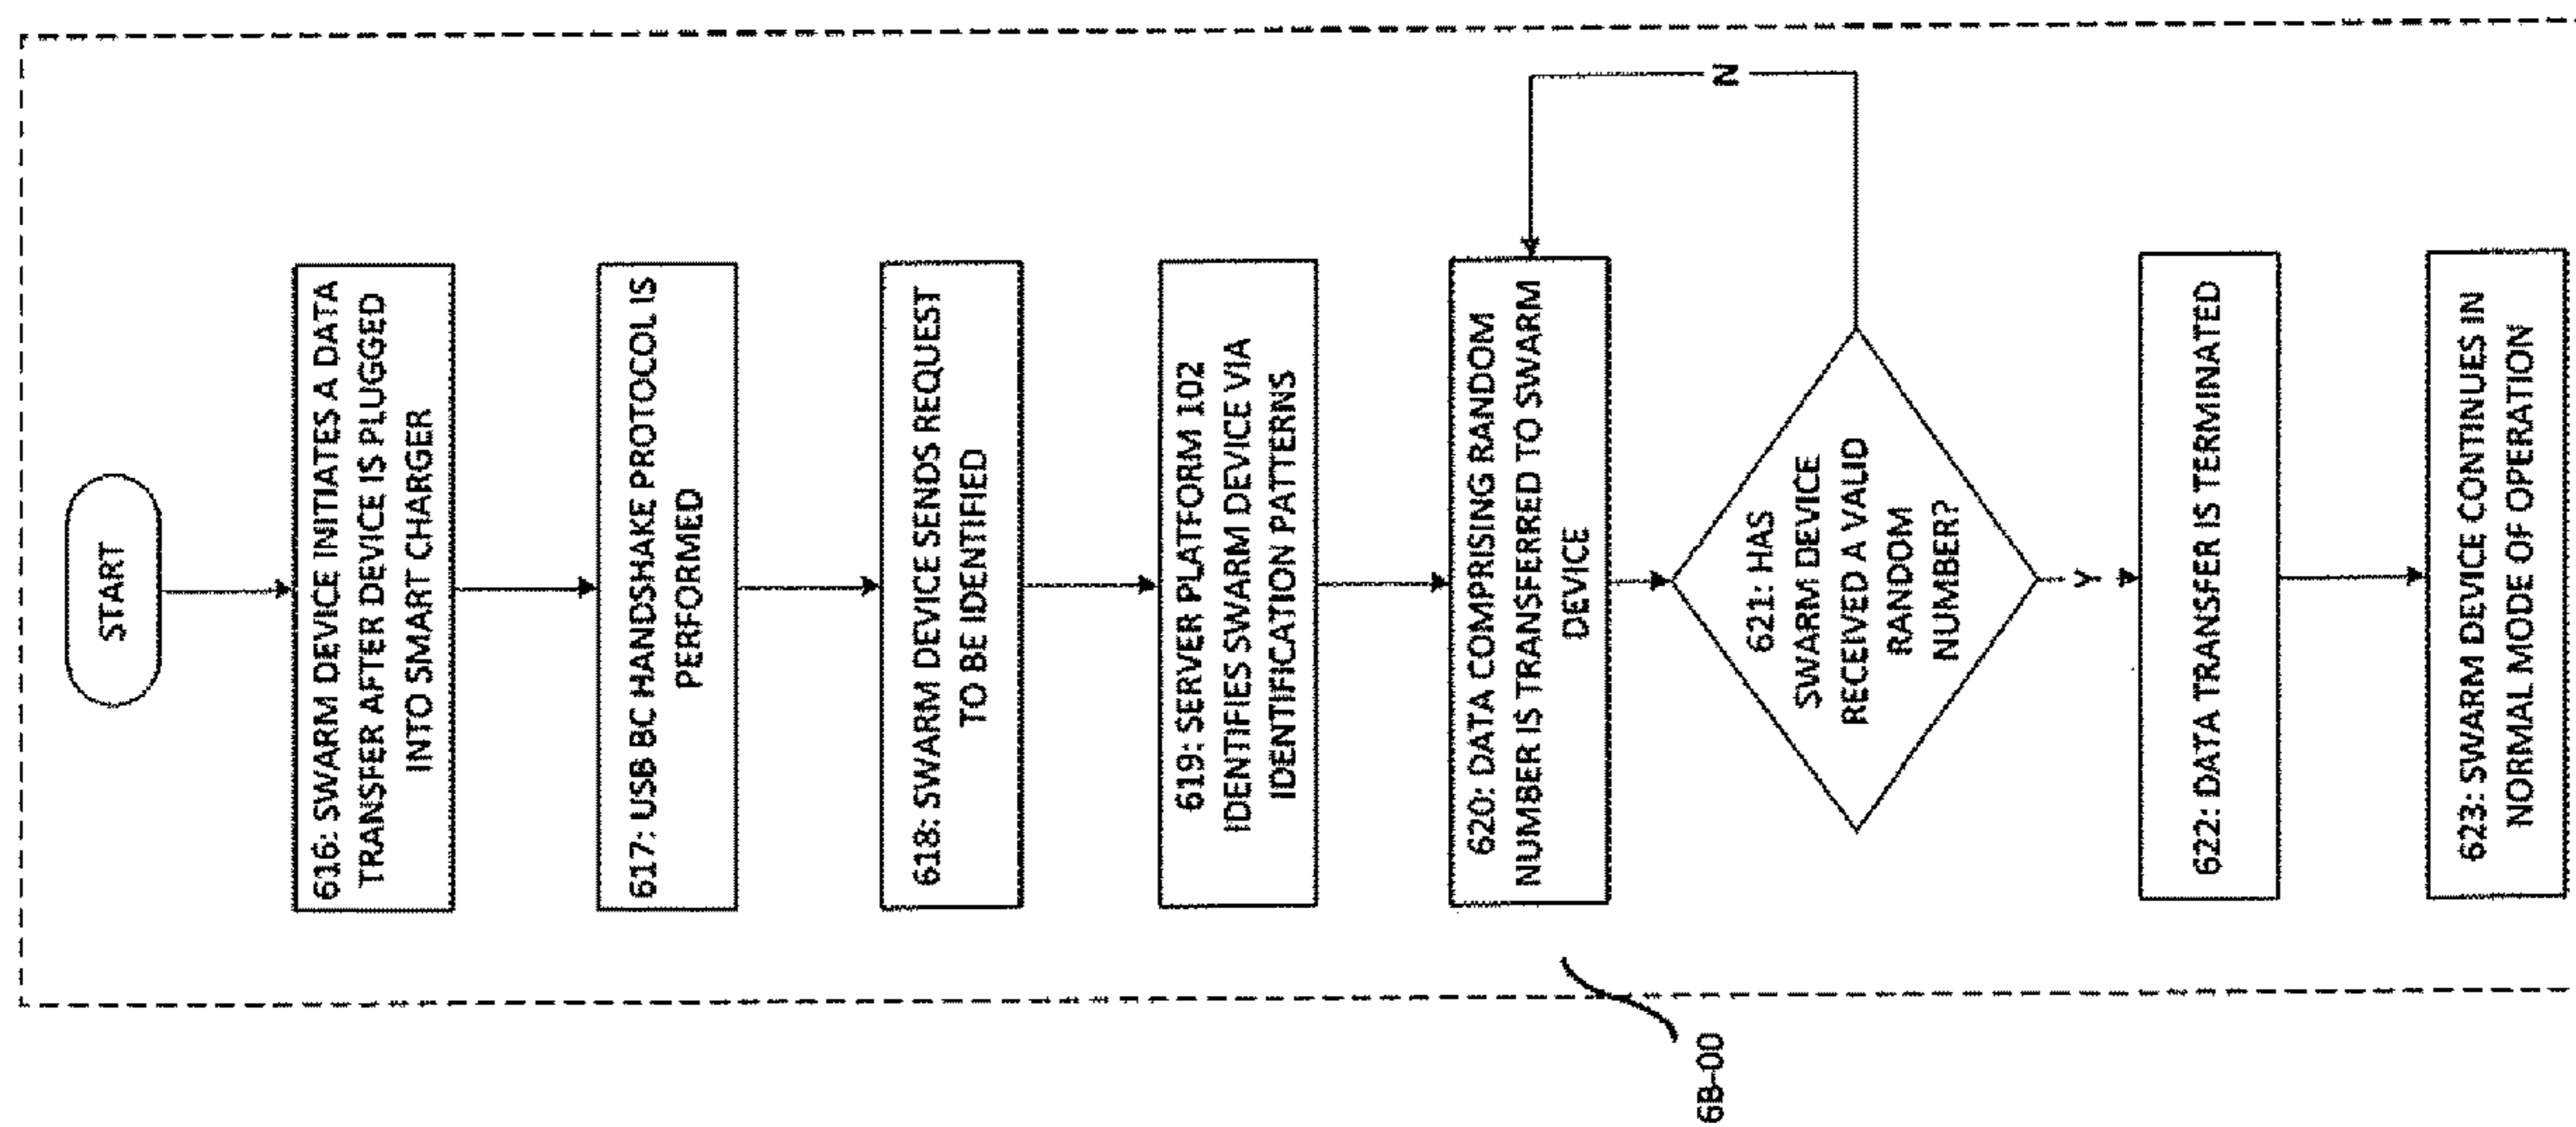 START
616: SWARM DEVICE INITIATES A DATA
TRANSFER AFTER DEVICE IS PLUGGED
INTO SMART CHARGER
617: USB BC HANDSHAKE PROTOCOL IS
PERFORMED
618: SWARM DEVICE SENDS REQUEST
TO BE IDENTIFIED
619: SERVER PLATFORM 102
IDENTIFIES SWARM DEVICE VIA
IDENTIFICATION PATTERNS
620: DATA COMPRISING RANDOM
NUMBER IS TRANSFERRED TO SWARM
DEVICE
621: HAS
SWARM DEVICE
RECEIVED A VALID
RANDOM
NUMBER?
N
Y
622: DATA TRANSFER IS TERMINATED
623: SWARM DEVICE CONTINUES IN
NORMAL MODE OF OPERATION
6B-00